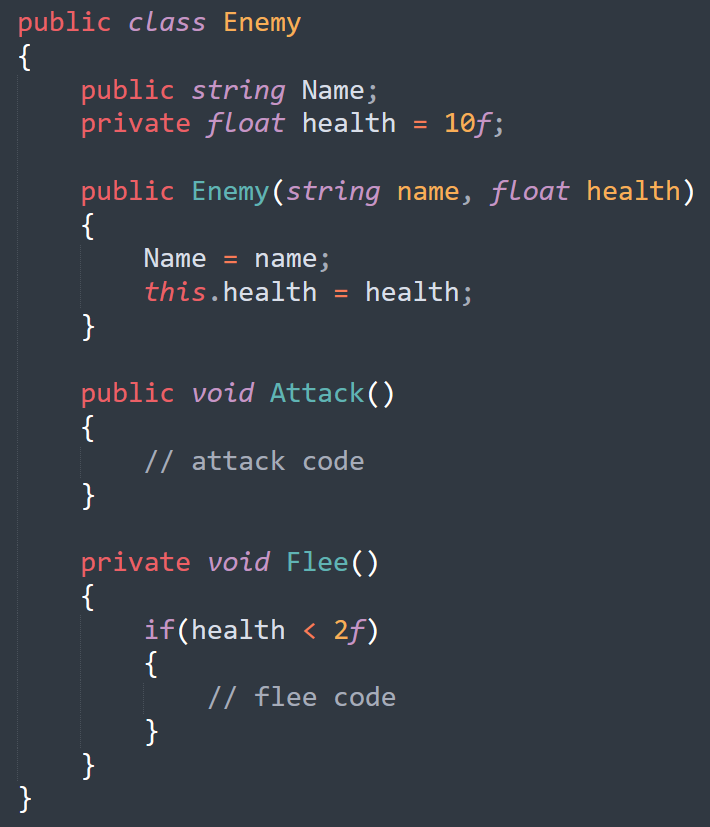 public class Enemy
{
    public string Name;
    private float health = 10f;

    public Enemy(string name, float health)
    {
        Name = name;
        this.health = health;
    }

    public void Attack()
    {
        // attack code
    }

    private void Flee()
    {
        if(health < 2f)
        {
            // flee code
        }
    }
}